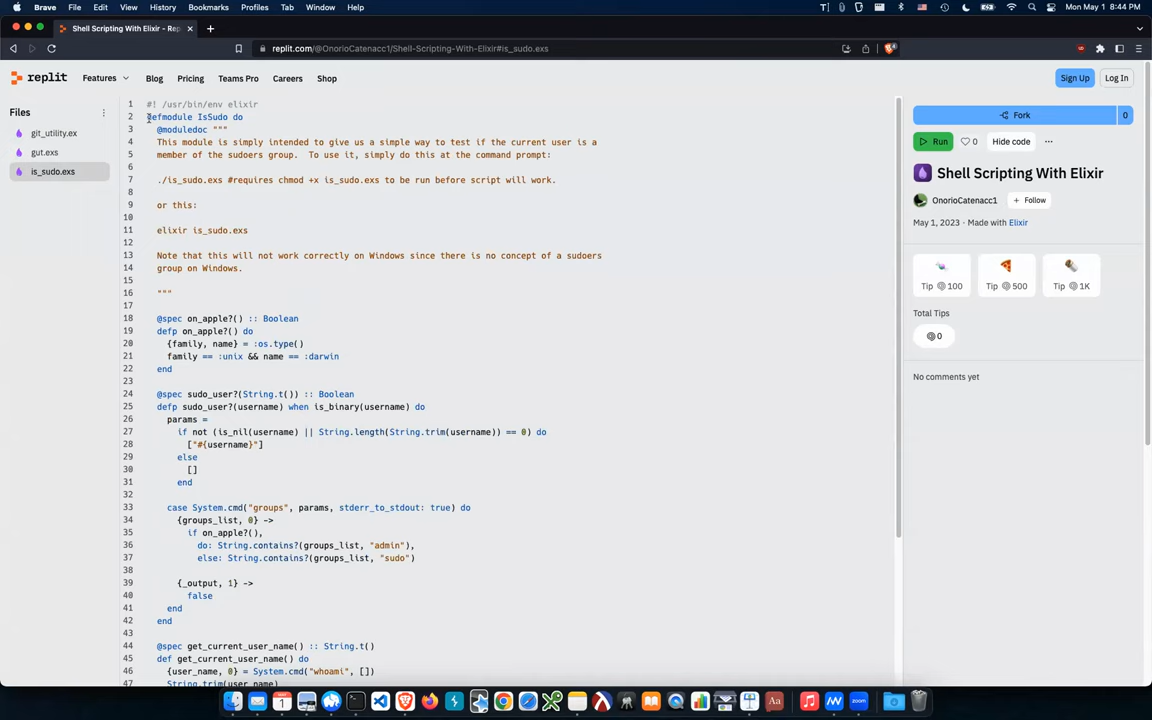 Brave File Edit View History Bookmarks Profiles Tab Window Help Mon May 1 8:44 PM
Shell Scripting With Elixir - Rep
replit.com/@OnorioCatenacc1/Shell-Scripting-With-Elixir#is_sudo.exs
replit Features Blog Pricing Teams Pro Careers Shop Sign Up Log In
Files
git_utility.ex
gut.exs
is_sudo.exs
1 #! /usr/bin/env elixir
2 defmodule IsSudo do
3 @moduledoc """
4 This module is simply intended to give us a simple way to test if the current user is a
5 member of the sudoers group. To use it, simply do this at the command prompt:
6
7 ./is_sudo.exs #requires chmod +x is_sudo.exs to be run before script will work.
8
9 or this:
10
11 elixir is_sudo.exs
12
13 Note that this will not work correctly on Windows since there is no concept of a sudoers
14 group on Windows.
15
16 """
17
18 @spec on_apple?() :: Boolean
19 defp on_apple?() do
20 {family, name} = :os.type()
21 family == :unix && name == :darwin
22 end
23
24 @spec sudo_user?(String.t()) :: Boolean
25 defp sudo_user?(username) when is_binary(username) do
26 params =
27 if not (is_nil(username) || String.length(String.trim(username)) == 0) do
28 ["#{username}"]
29 else
30 []
31 end
32
33 case System.cmd("groups", params, stderr_to_stdout: true) do
34 {groups_list, 0} ->
35 if on_apple?(),
36 do: String.contains?(groups_list, "admin"),
37 else: String.contains?(groups_list, "sudo")
38
39 {_output, 1} ->
40 false
41 end
42 end
43
44 @spec get_current_user_name() :: String.t()
45 def get_current_user_name() do
46 {user_name, 0} = System.cmd("whoami", [])
47 String.trim(user_name)
Fork 0
Run 0 Hide code
Shell Scripting With Elixir
OnorioCatenacc1 + Follow
May 1, 2023 · Made with Elixir
Tip 100 Tip 500 Tip 1K
Total Tips
0
No comments yet